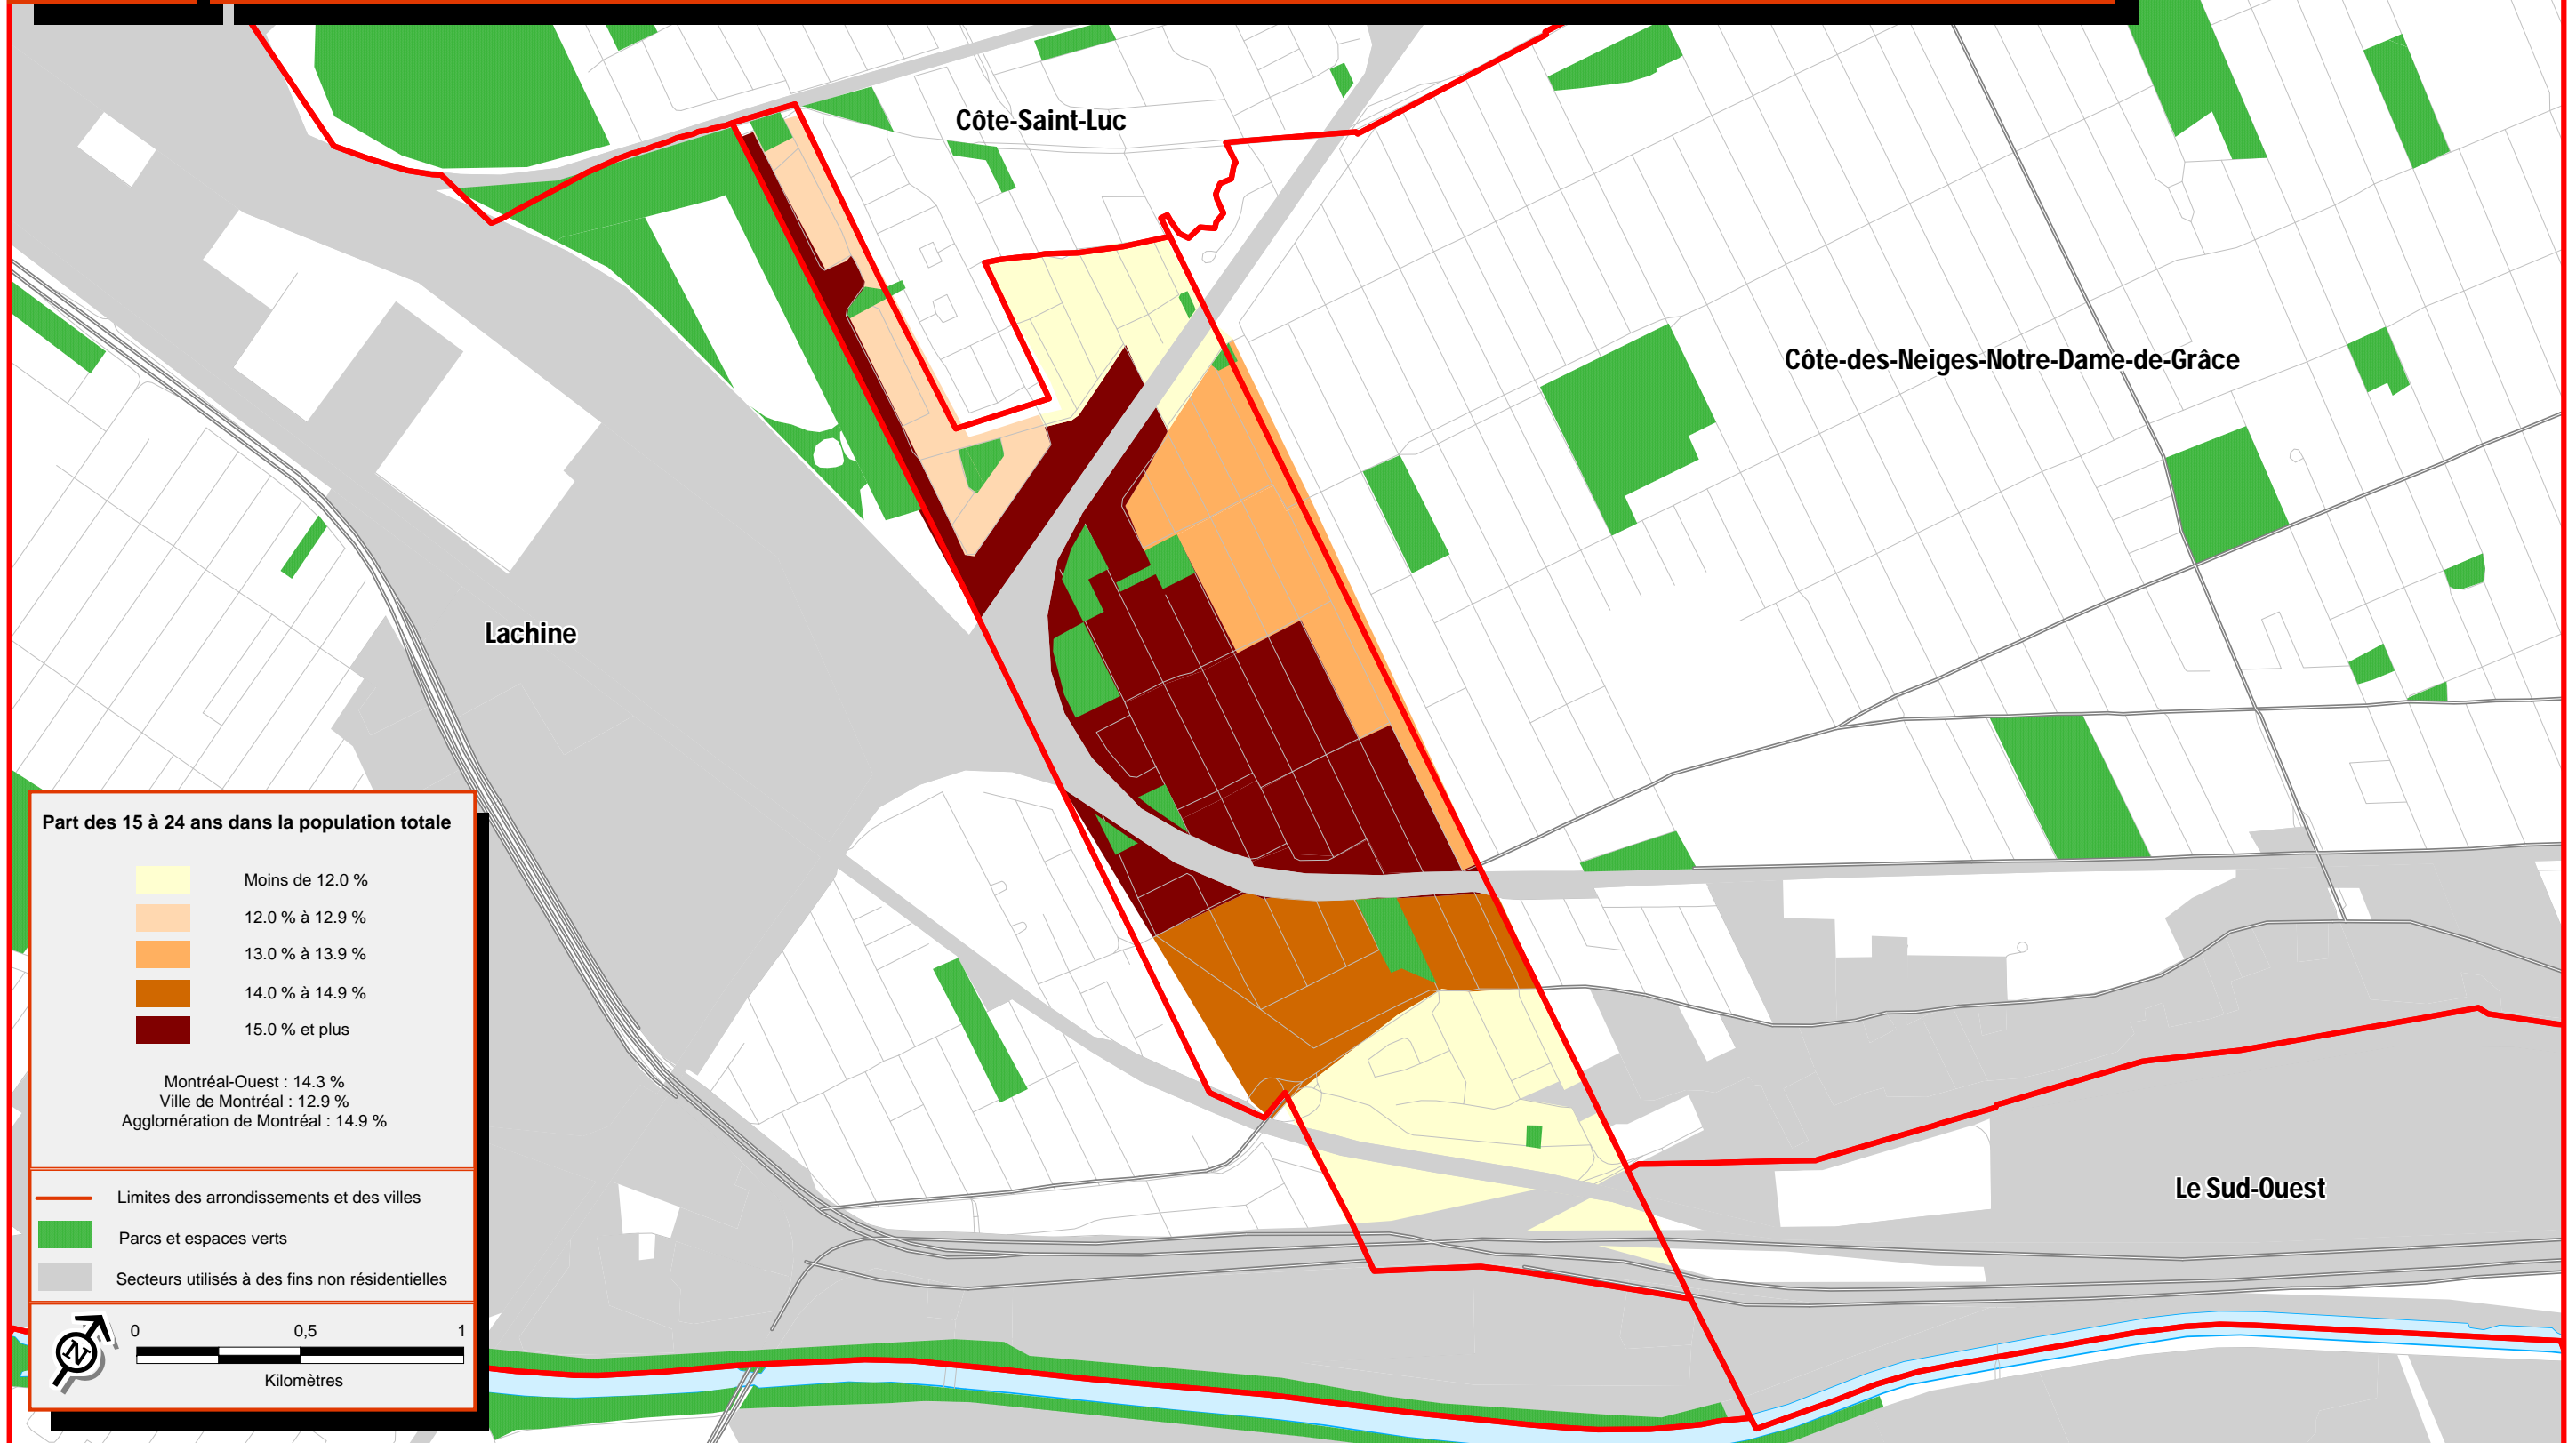 Côte-Saint-Luc
Côte-des-Neiges-Notre-Dame-de-Grâce
Lachine
Le Sud-Ouest
Part des 15 à 24 ans dans la population totale
Moins de 12.0 %
12.0 % à 12.9 %
13.0 % à 13.9 %
14.0 % à 14.9 %
15.0 % et plus
Montréal-Ouest : 14.3 %
Ville de Montréal : 12.9 %
Agglomération de Montréal : 14.9 %
Limites des arrondissements et des villes
Parcs et espaces verts
Secteurs utilisés à des fins non résidentielles
N
0 0,5 1
Kilomètres